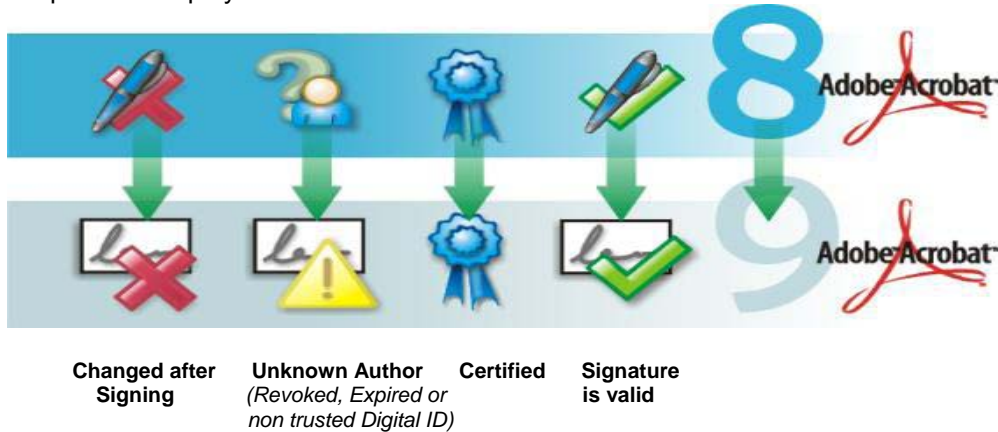 8
Adobe Acrobat
9
Adobe Acrobat
Changed after Signing
Unknown Author
(Revoked, Expired or
non trusted Digital ID)
Certified
Signature
is valid